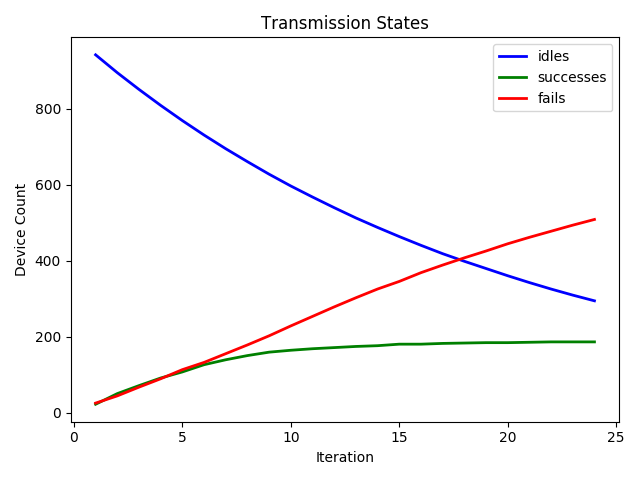 Transmission States
idles
successes
fails
Device Count
800
600
400
200
0
0 5 10 15 20 25
Iteration